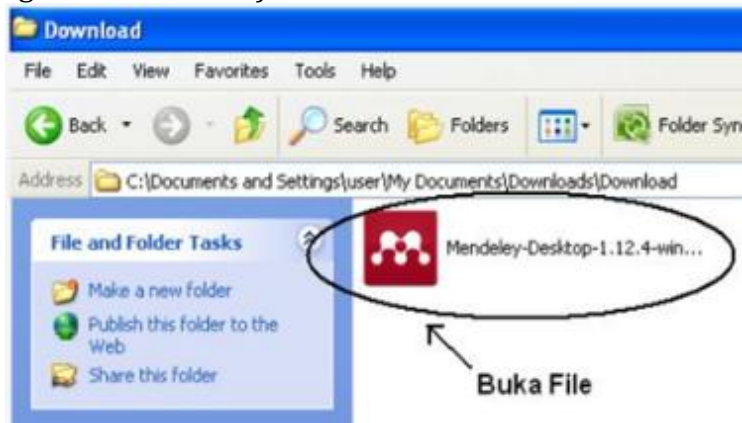 Download
File Edit View Favorites Tools Help
Back Search Folders Folder Syn
Address C:\Documents and Settings\user\My Documents\Downloads\Download
File and Folder Tasks
Mendeley-Desktop-1.12.4-win...
Make a new folder
Publish this folder to the
Web
Share this folder
Buka File